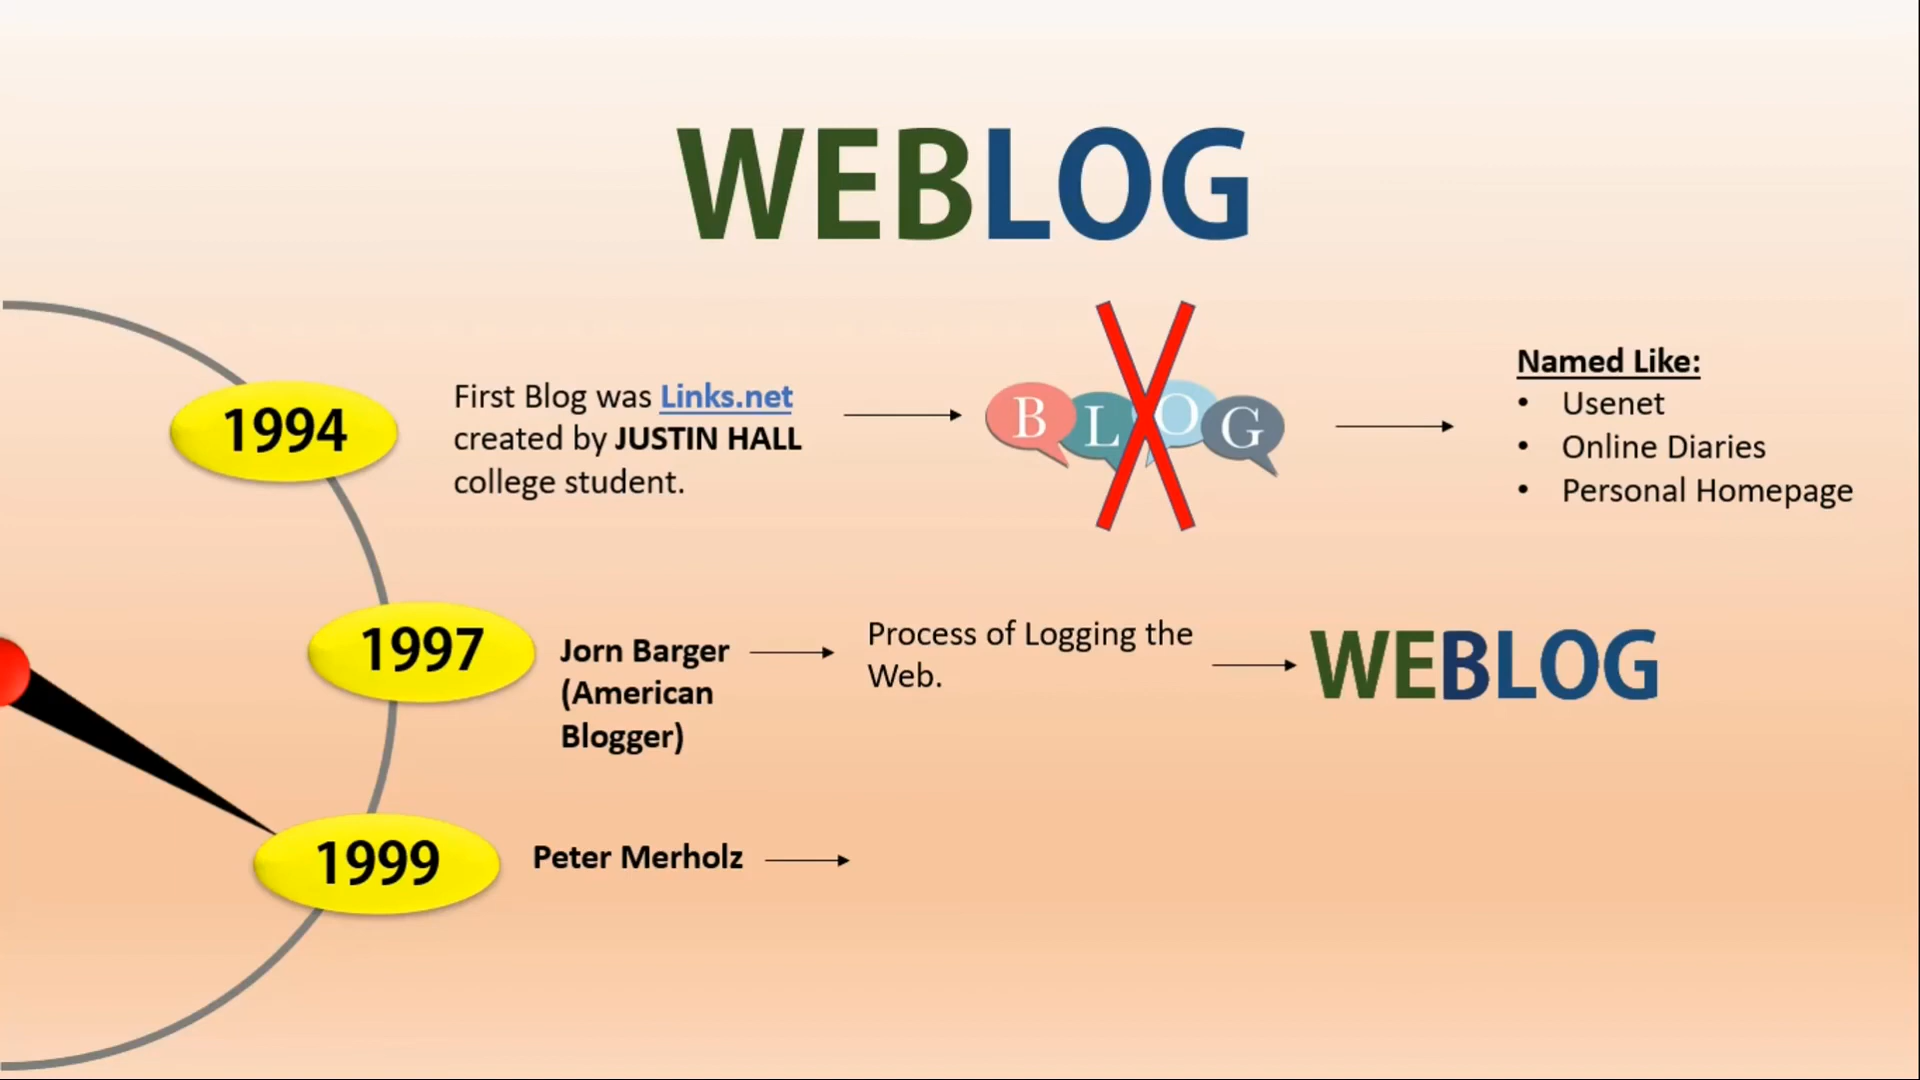 WEBLOG
1994
First Blog was Links.net
created by JUSTIN HALL
college student.
BLOG
Named Like:
• Usenet
• Online Diaries
• Personal Homepage
1997
Jorn Barger
(American
Blogger)
Process of Logging the
Web.
WEBLOG
1999
Peter Merholz